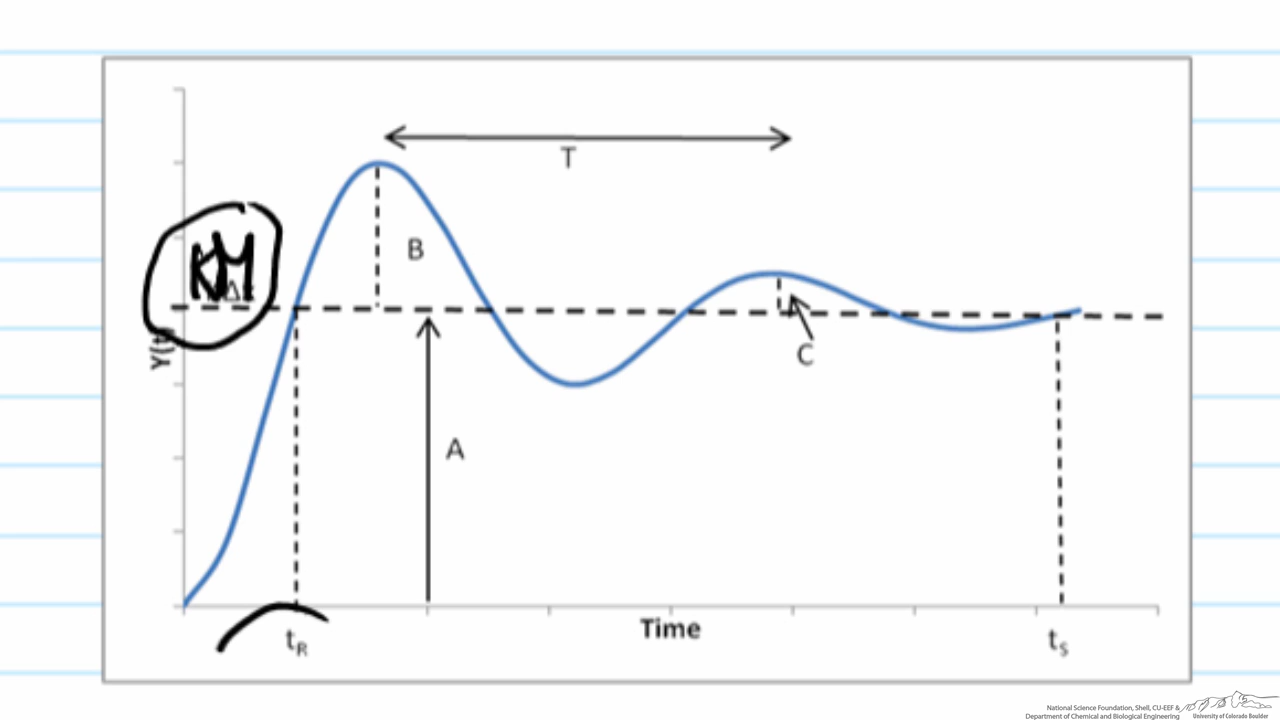 T
B
KM
Δ
Y(t
C
A
Time
tR
tS
National Science Foundation, Shell, CU-EEF &
Department of Chemical and Biological Engineering
University of Colorado Boulder